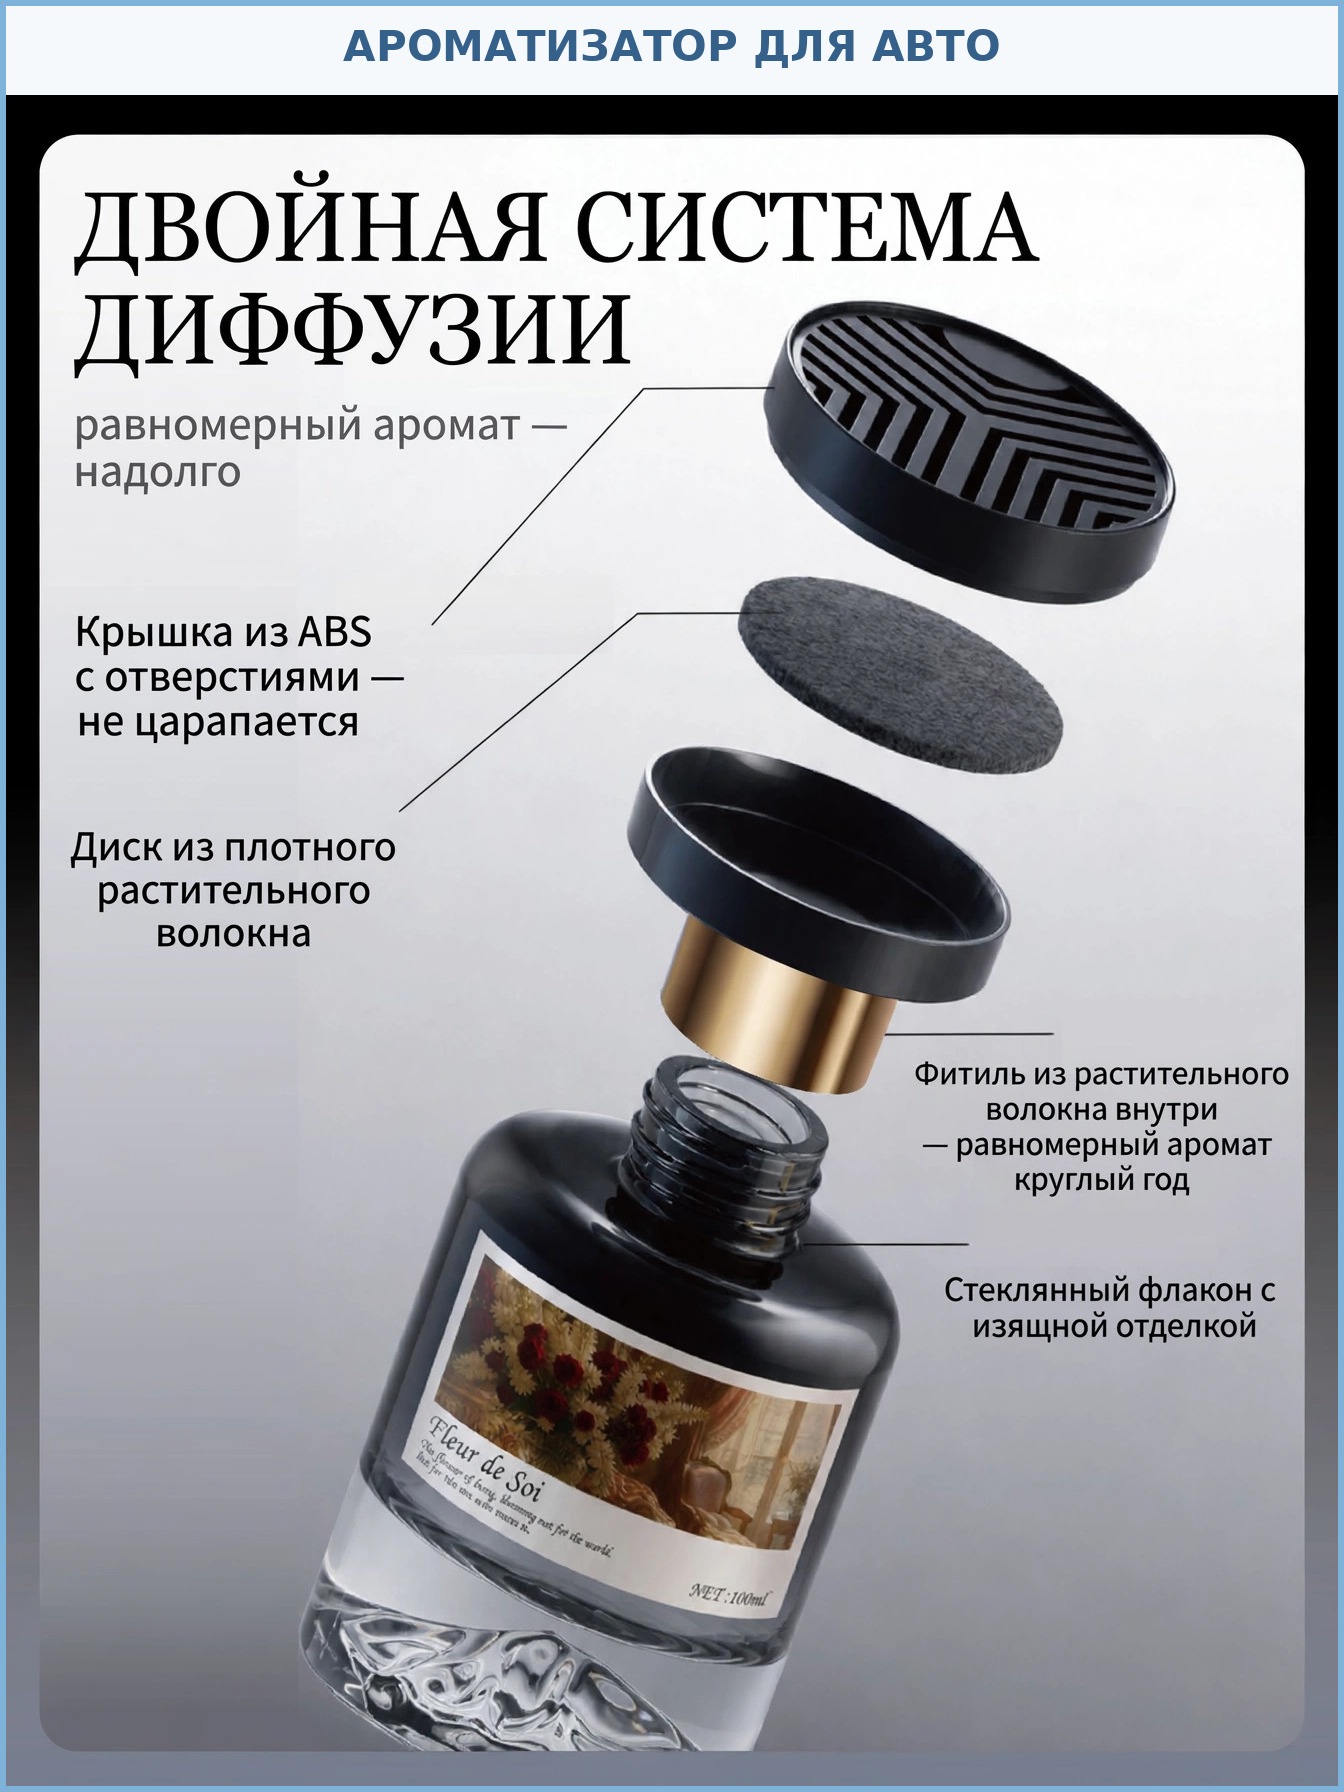 АРОМАТИЗАТОР ДЛЯ АВТО
ДВОЙНАЯ СИСТЕМА
ДИФФУЗИИ
равномерный аромат —
надолго
Крышка из ABS
с отверстиями —
не царапается
Диск из плотного
растительного
волокна
Фитиль из растительного
волокна внутри
— равномерный аромат
круглый год
Стеклянный флакон с
изящной отделкой
Fleur de Soi
NET:100ml